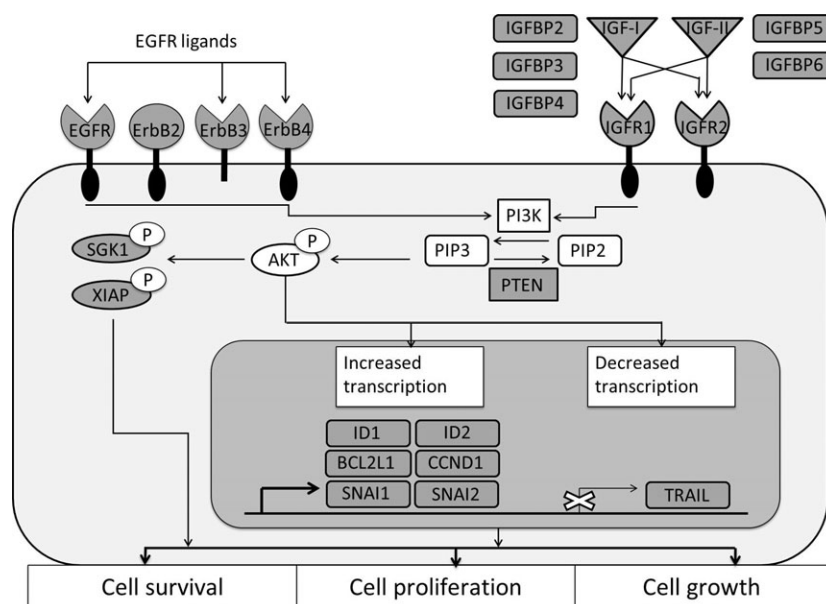 EGFR ligands
IGFBP2
IGF-I
IGF-II
IGFBP5
IGFBP3
IGFBP6
IGFBP4
EGFR
ErbB2
ErbB3
ErbB4
IGFR1
IGFR2
PI3K
SGK1
P
AKT
P
PIP3
PIP2
XIAP
P
PTEN
Increased
transcription
Decreased
transcription
ID1
ID2
BCL2L1
CCND1
SNAI1
SNAI2
TRAIL
Cell survival
Cell proliferation
Cell growth